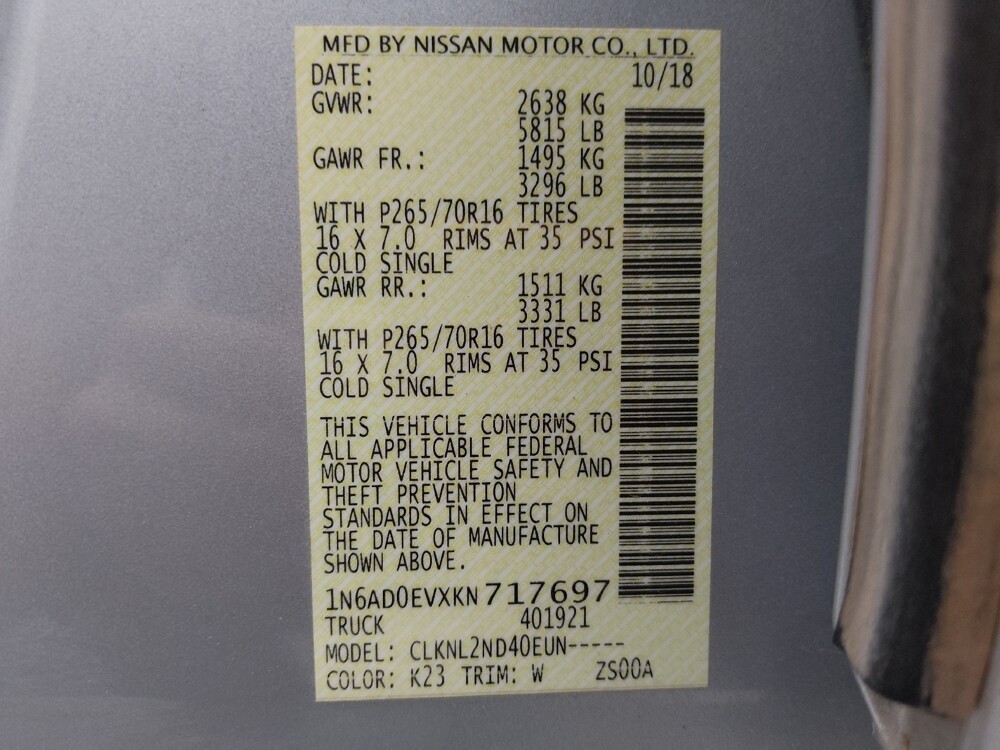 MFD BY NISSAN MOTOR CO., LTD.
DATE: 10/18
GVWR: 2638 KG
5815 LB
GAWR FR.: 1495 KG
3296 LB
WITH P265/70R16 TIRES
16 X 7.0 RIMS AT 35 PSI
COLD SINGLE
GAWR RR.: 1511 KG
3331 LB
WITH P265/70R16 TIRES
16 X 7.0 RIMS AT 35 PSI
COLD SINGLE
THIS VEHICLE CONFORMS TO
ALL APPLICABLE FEDERAL
MOTOR VEHICLE SAFETY AND
THEFT PREVENTION
STANDARDS IN EFFECT ON
THE DATE OF MANUFACTURE
SHOWN ABOVE.
1N6AD0EVXKN717697
TRUCK 401921
MODEL: CLKNL2ND40EUN-----
COLOR: K23 TRIM: W ZS00A